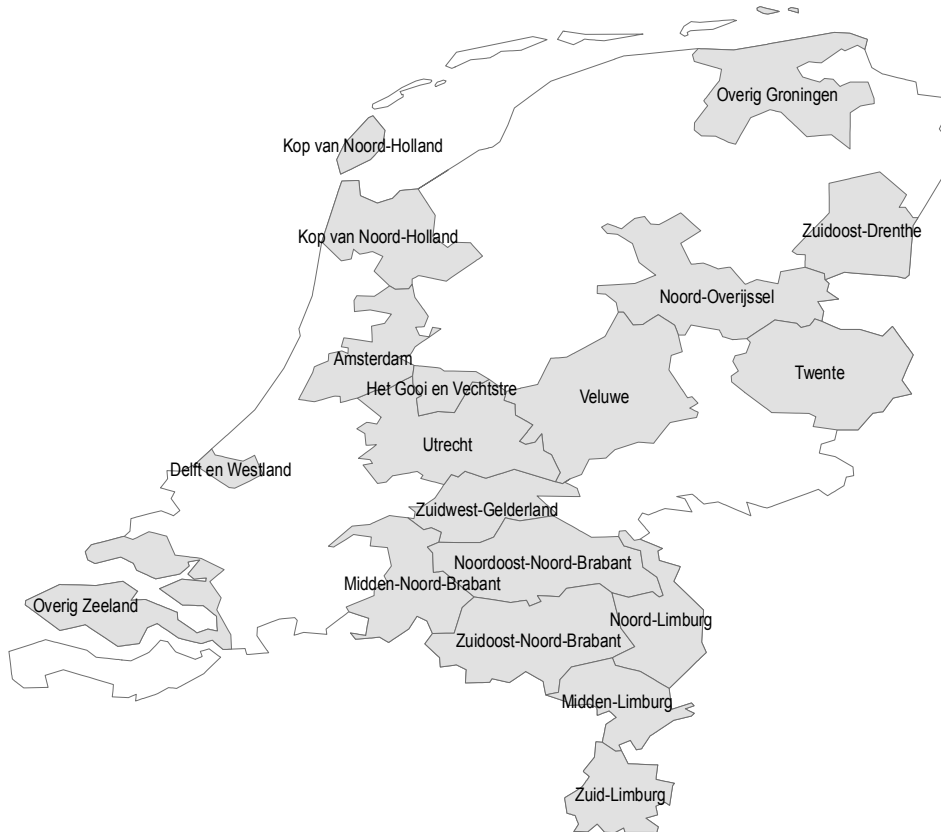 Overig Groningen
Kop van Noord-Holland
Zuidoost-Drenthe
Kop van Noord-Holland
Noord-Overijssel
Amsterdam
Twente
Het Gooi en Vechtstre
Veluwe
Utrecht
Delft en Westland
Zuidwest-Gelderland
Noordoost-Noord-Brabant
Midden-Noord-Brabant
Overig Zeeland
Noord-Limburg
Zuidoost-Noord-Brabant
Midden-Limburg
Zuid-Limburg